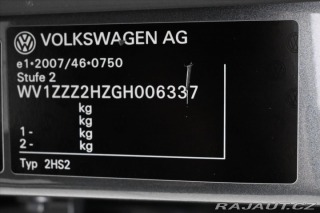 VOLKSWAGEN AG
e1*2007/46*0750
Stufe 2
WV1ZZZ2HZGH006337
kg
kg
1- kg
2- kg
Typ 2HS2
RAJAUT.CZ